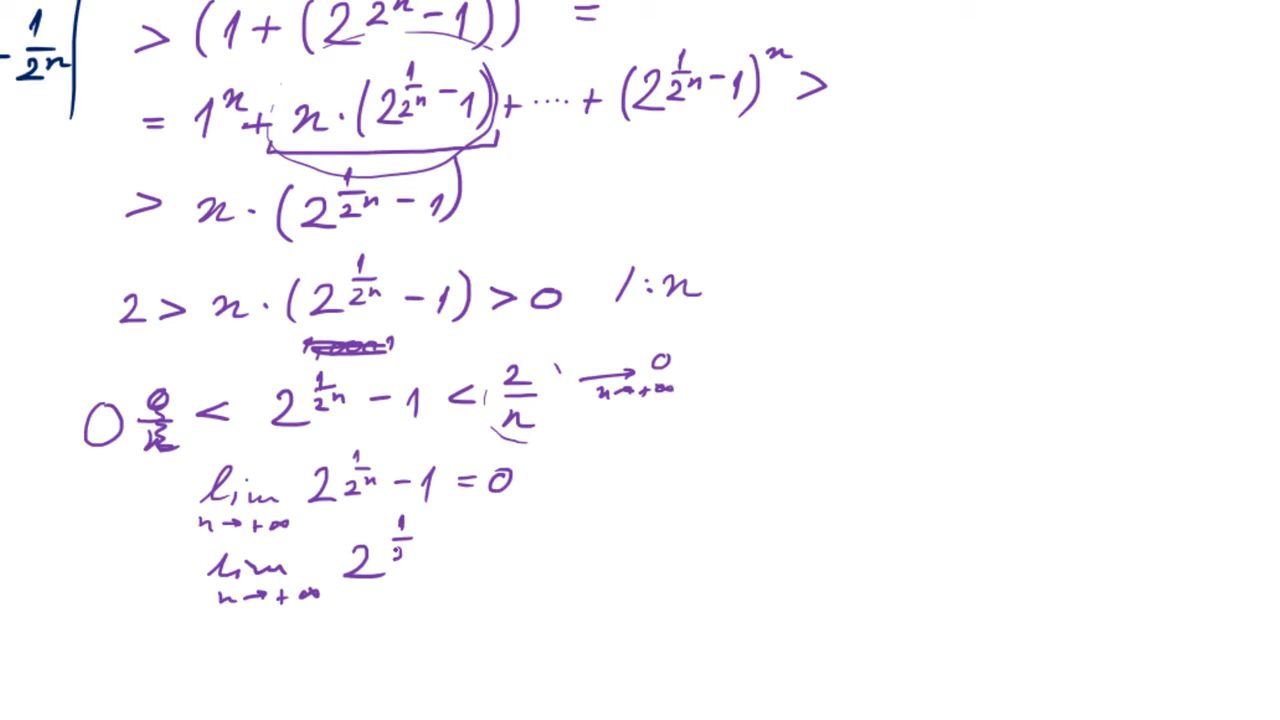 - 1/2ⁿ | > (1 + (2 2ⁿ - 1)) =
= 1ⁿ + n · (2^(1/2ⁿ) - 1) + ···· + (2^(1/2ⁿ) - 1)ⁿ >
> n · (2^(1/2ⁿ) - 1)
2 > n · (2^(1/2ⁿ) - 1) > 0 / : n
0 < 2^(1/2ⁿ) - 1 < 2/n ⟶ 0 n→+∞
lim n→+∞ 2^(1/2ⁿ) - 1 = 0
lim n→+∞ 2^(1/2)